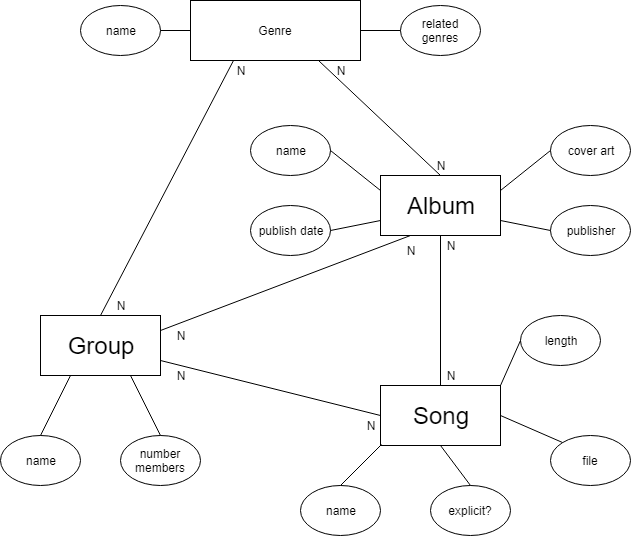 name
Genre
related
genres
N
N
name
cover art
N
Album
publish date
publisher
N
N
N
N
Group
length
N
N
Song
N
name
number
members
file
name
explicit?